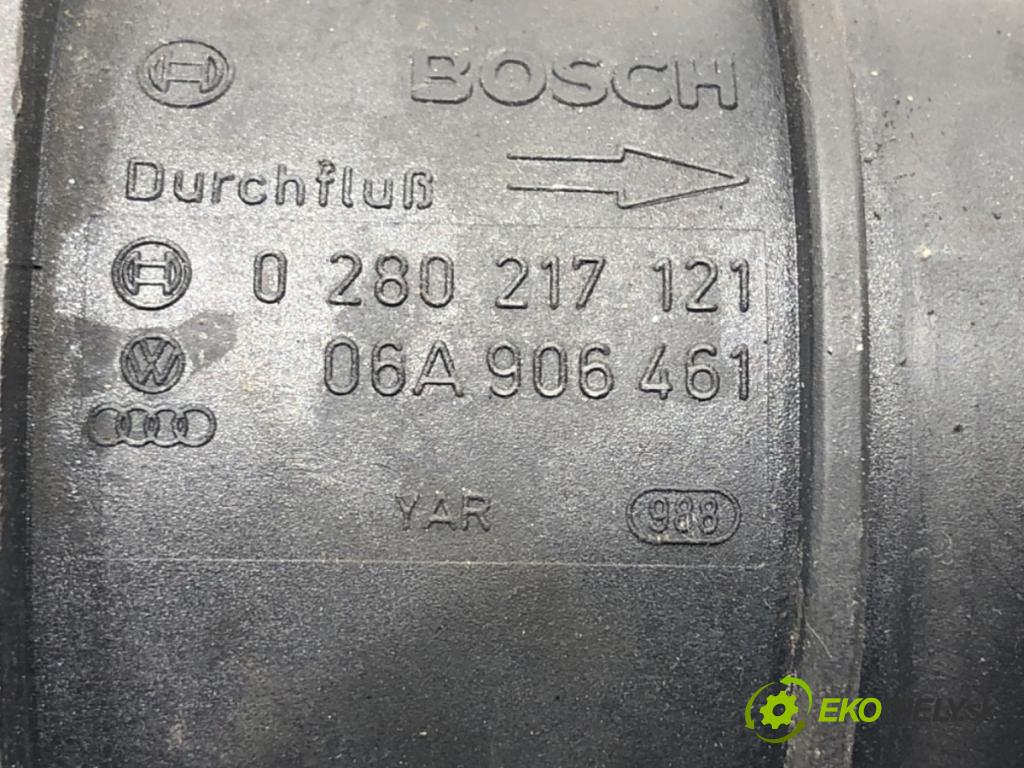 BOSCH
Durchfluß
0 280 217 121
06A 906 461
YAR 988
EKO